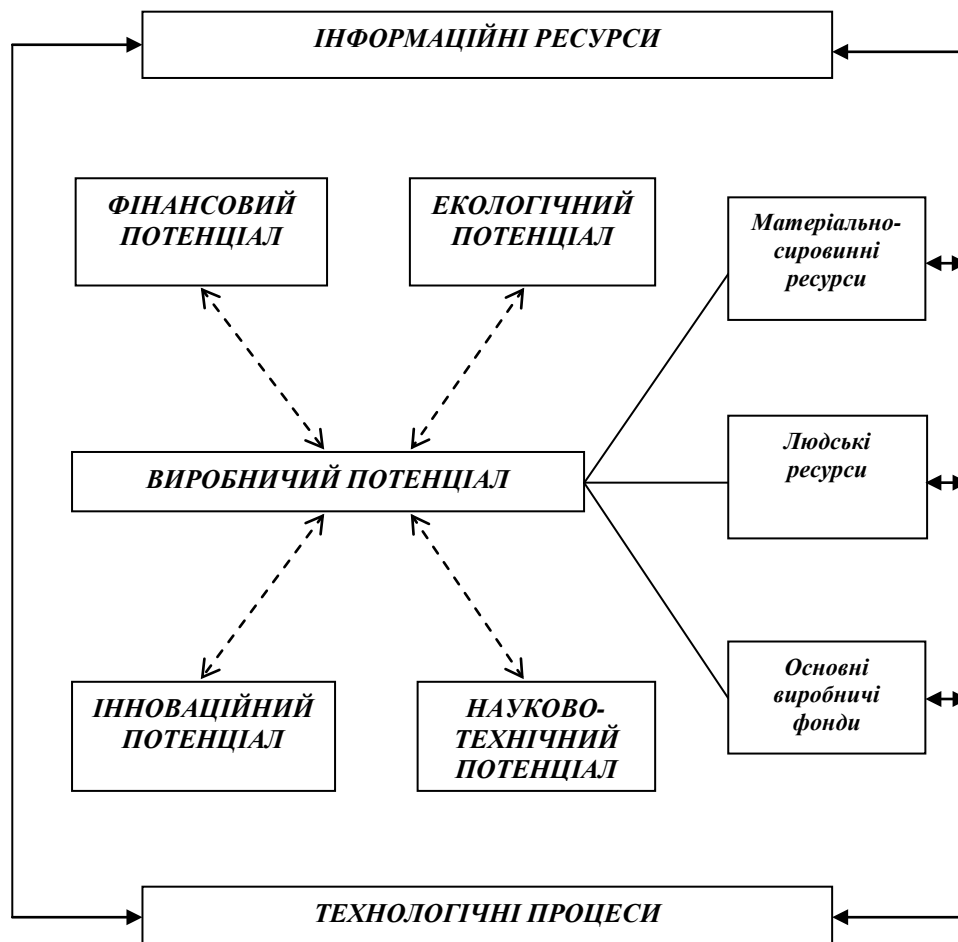 ІНФОРМАЦІЙНІ РЕСУРСИ
ФІНАНСОВИЙ
ПОТЕНЦІАЛ
ЕКОЛОГІЧНИЙ
ПОТЕНЦІАЛ
Матеріально-
сировинні
ресурси
ВИРОБНИЧИЙ ПОТЕНЦІАЛ
Людські
ресурси
ІННОВАЦІЙНИЙ
ПОТЕНЦІАЛ
НАУКОВО-
ТЕХНІЧНИЙ
ПОТЕНЦІАЛ
Основні
виробничі
фонди
ТЕХНОЛОГІЧНІ ПРОЦЕСИ